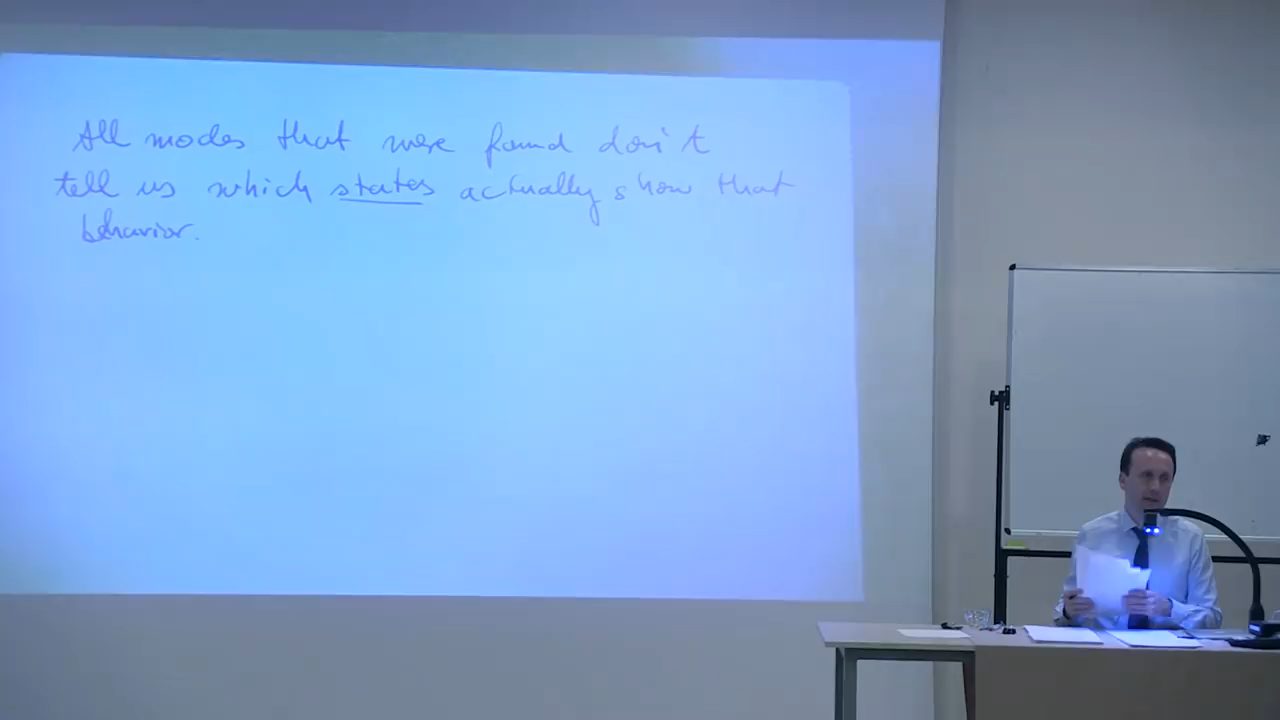 All modes that were found don't
tell us which states actually show that
behavior.